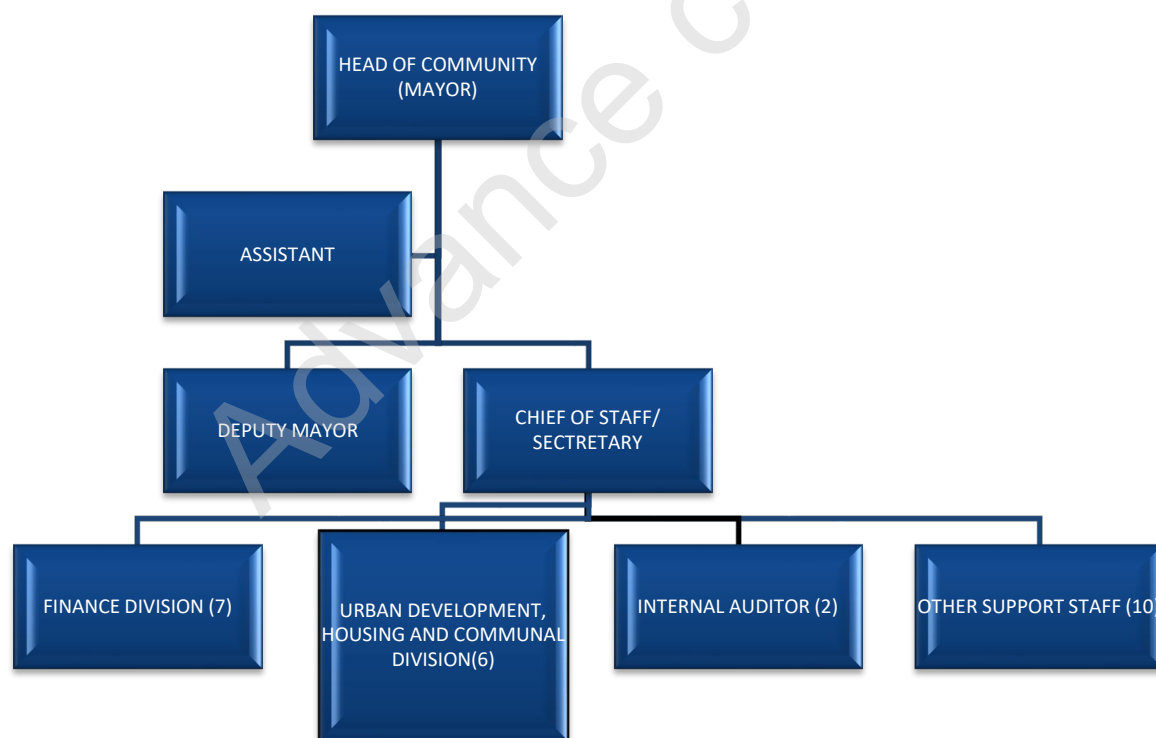 HEAD OF COMMUNITY
(MAYOR)
ASSISTANT
DEPUTY MAYOR
CHIEF OF STAFF/
SECTRETARY
FINANCE DIVISION (7)
URBAN DEVELOPMENT,
HOUSING AND COMMUNAL
DIVISION(6)
INTERNAL AUDITOR (2)
OTHER SUPPORT STAFF (10)
Advance c